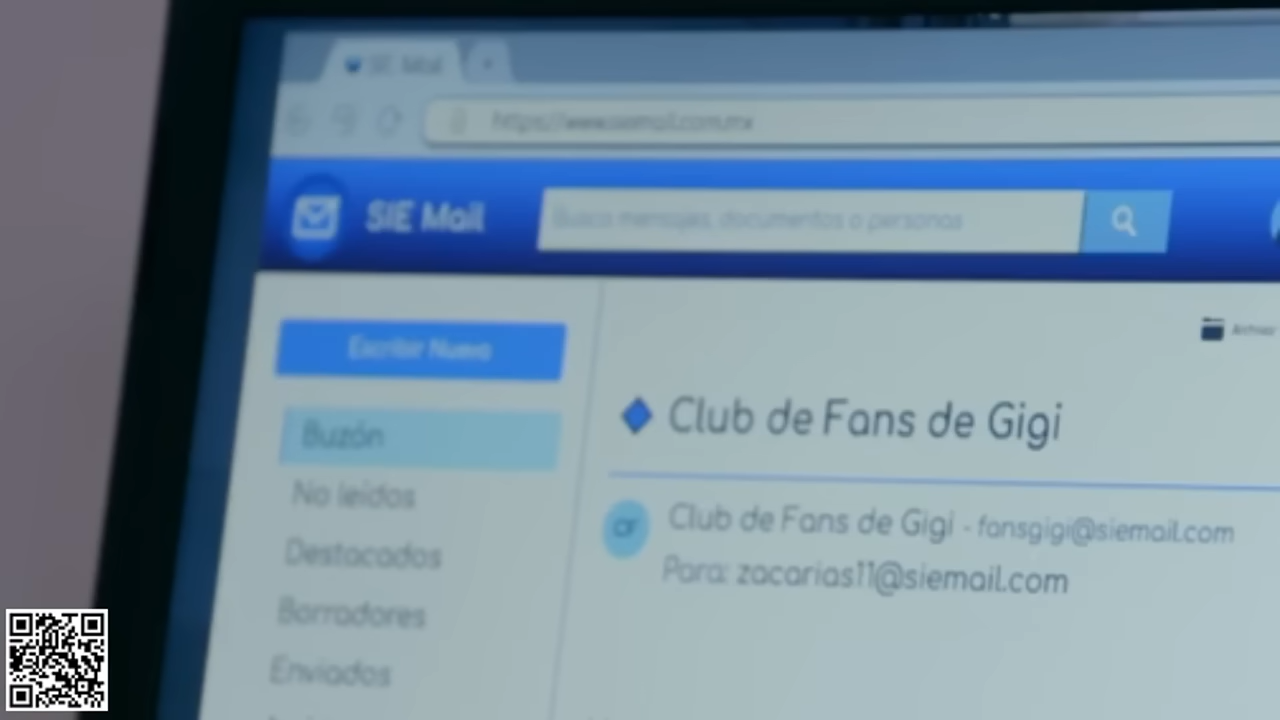 SIE Mail
https://www.siemail.com.mx
SIE Mail
Busca mensajes, documentos o personas
Escribir Nuevo
Archivar
Buzón
Club de Fans de Gigi
No leídos
CF
Club de Fans de Gigi - fansgigi@siemail.com
Destacados
Para: zacarias11@siemail.com
Borradores
Enviados